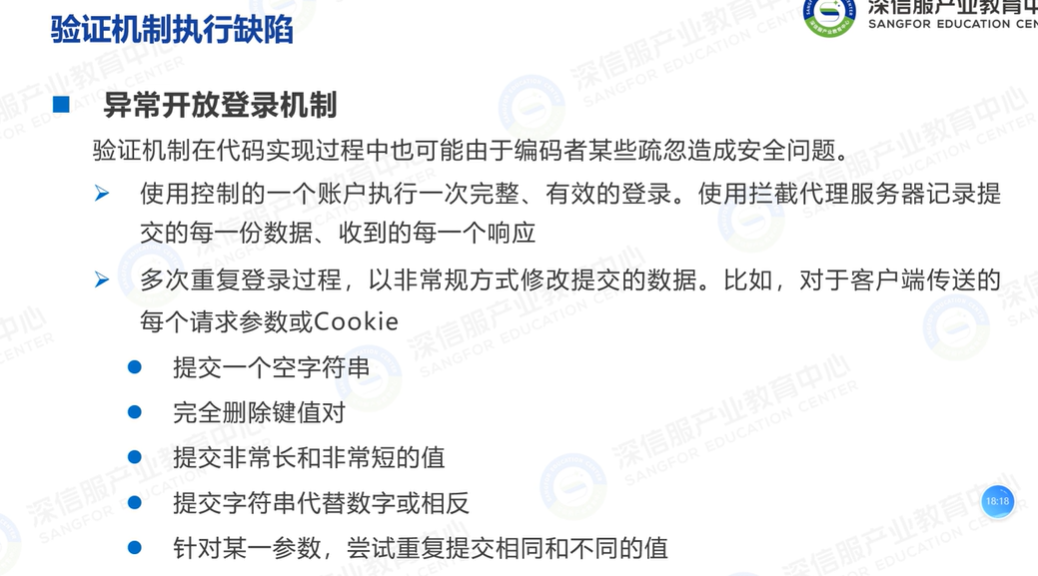 验证机制执行缺陷
深信服产业教育中
SANGFOR EDUCATION CEN
异常开放登录机制
验证机制在代码实现过程中也可能由于编码者某些疏忽造成安全问题。
使用控制的一个账户执行一次完整、有效的登录。使用拦截代理服务器记录提
交的每一份数据、收到的每一个响应
多次重复登录过程，以非常规方式修改提交的数据。比如，对于客户端传送的
每个请求参数或Cookie
提交一个空字符串
完全删除键值对
提交非常长和非常短的值
提交字符串代替数字或相反
18:18
针对某一参数，尝试重复提交相同和不同的值